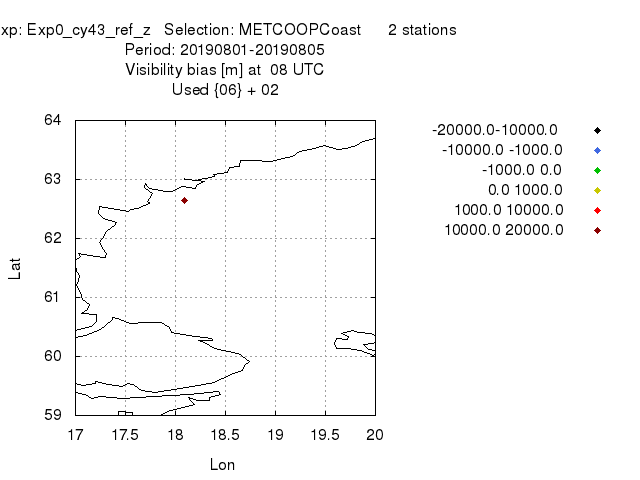 xp: Exp0_cy43_ref_z Selection: METCOOPCoast 2 stations
Period: 20190801-20190805
Visibility bias [m] at 08 UTC
Used {06} + 02
64
63
62
61
60
59
Lat
17 17.5 18 18.5 19 19.5 20
Lon
-20000.0-10000.0
-10000.0 -1000.0
-1000.0 0.0
0.0 1000.0
1000.0 10000.0
10000.0 20000.0